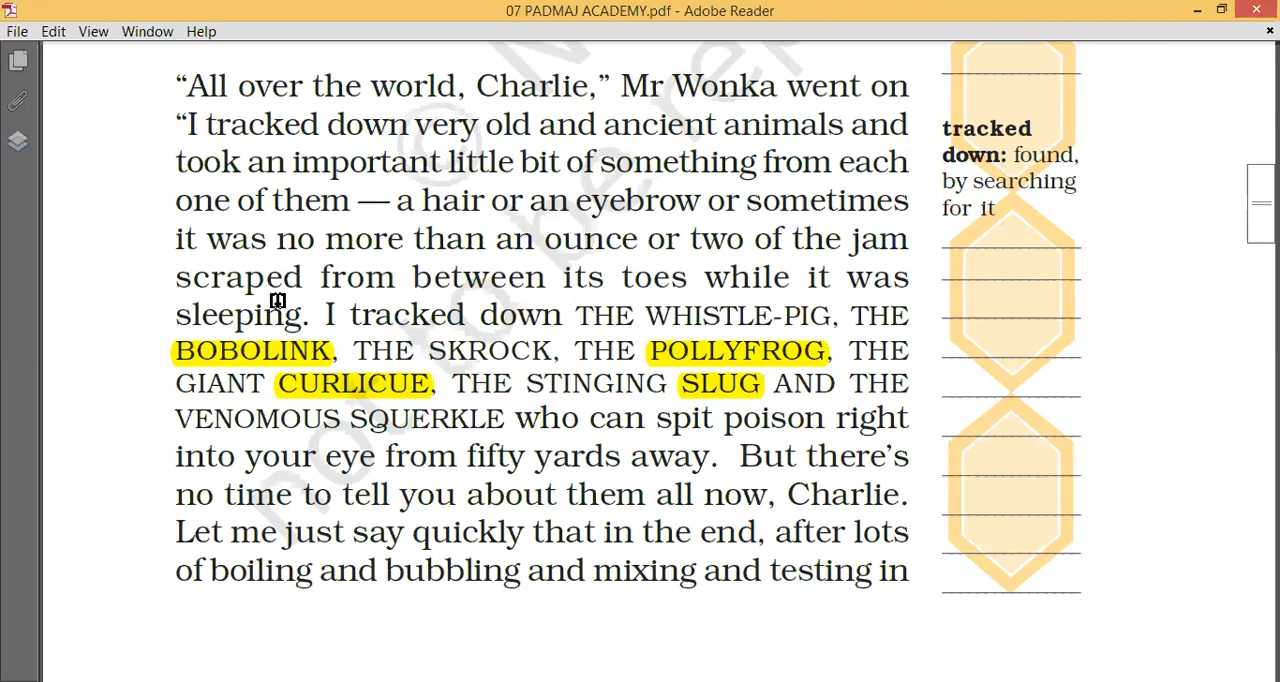 07 PADMAJ ACADEMY.pdf - Adobe Reader
File Edit View Window Help
“All over the world, Charlie,” Mr Wonka went on
“I tracked down very old and ancient animals and
took an important little bit of something from each
one of them — a hair or an eyebrow or sometimes
it was no more than an ounce or two of the jam
scraped from between its toes while it was
sleeping. I tracked down THE WHISTLE-PIG, THE
BOBOLINK, THE SKROCK, THE POLLYFROG, THE
GIANT CURLICUE, THE STINGING SLUG AND THE
VENOMOUS SQUERKLE who can spit poison right
into your eye from fifty yards away. But there’s
no time to tell you about them all now, Charlie.
Let me just say quickly that in the end, after lots
of boiling and bubbling and mixing and testing in
tracked
down: found,
by searching
for it
© N
not to be rep